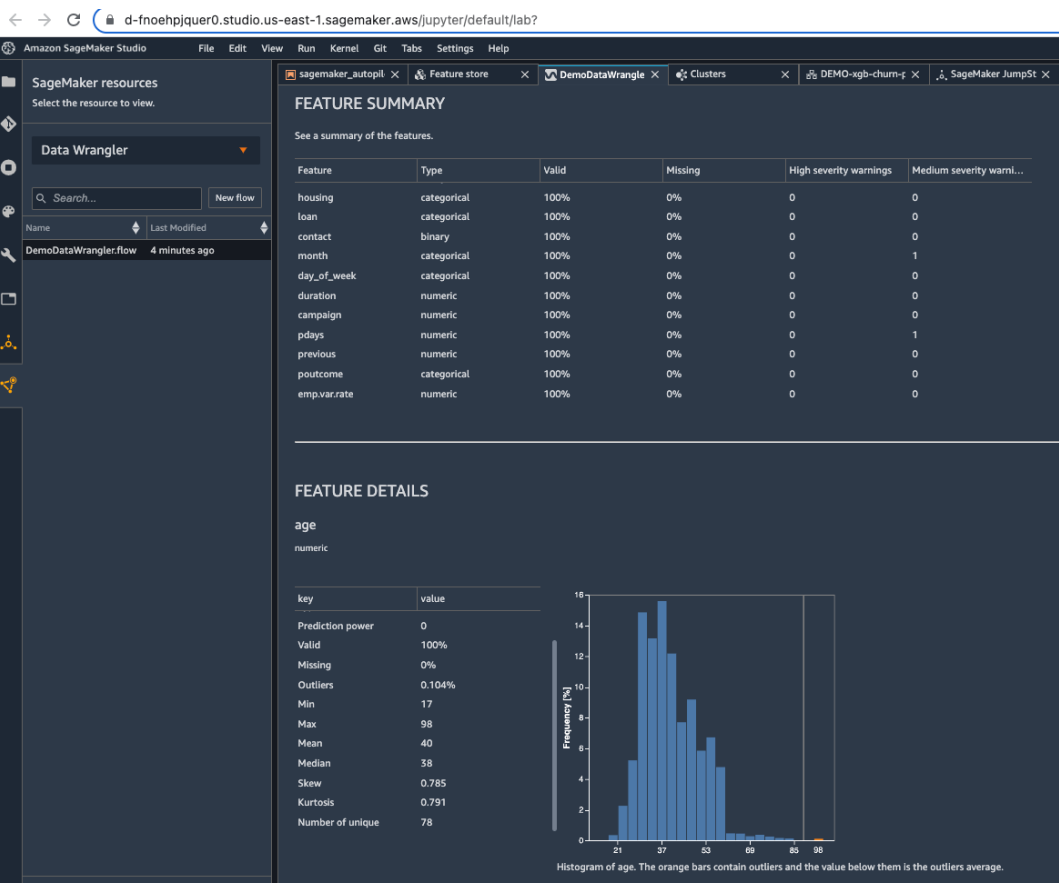 d-fnoehpjquer0.studio.us-east-1.sagemaker.aws/jupyter/default/lab?
Amazon SageMaker Studio File Edit View Run Kernel Git Tabs Settings Help
SageMaker resources
Select the resource to view.
Data Wrangler
Search... New flow
Name Last Modified
DemoDataWrangler.flow 4 minutes ago
sagemaker_autopil Feature store DemoDataWrangle Clusters DEMO-xgb-churn-p SageMaker JumpSt
FEATURE SUMMARY
See a summary of the features.
Feature Type Valid Missing High severity warnings Medium severity warni...
housing categorical 100% 0% 0 0
loan categorical 100% 0% 0 0
contact binary 100% 0% 0 0
month categorical 100% 0% 0 1
day_of_week categorical 100% 0% 0 0
duration numeric 100% 0% 0 0
campaign numeric 100% 0% 0 0
pdays numeric 100% 0% 0 1
previous numeric 100% 0% 0 0
poutcome categorical 100% 0% 0 0
emp.var.rate numeric 100% 0% 0 0
FEATURE DETAILS
age
numeric
key value
Prediction power 0
Valid 100%
Missing 0%
Outliers 0.104%
Min 17
Max 98
Mean 40
Median 38
Skew 0.785
Kurtosis 0.791
Number of unique 78
Frequency [%]
16
14
12
10
8
6
4
2
0
21 37 53 69 85 98
Histogram of age. The orange bars contain outliers and the value below them is the outliers average.